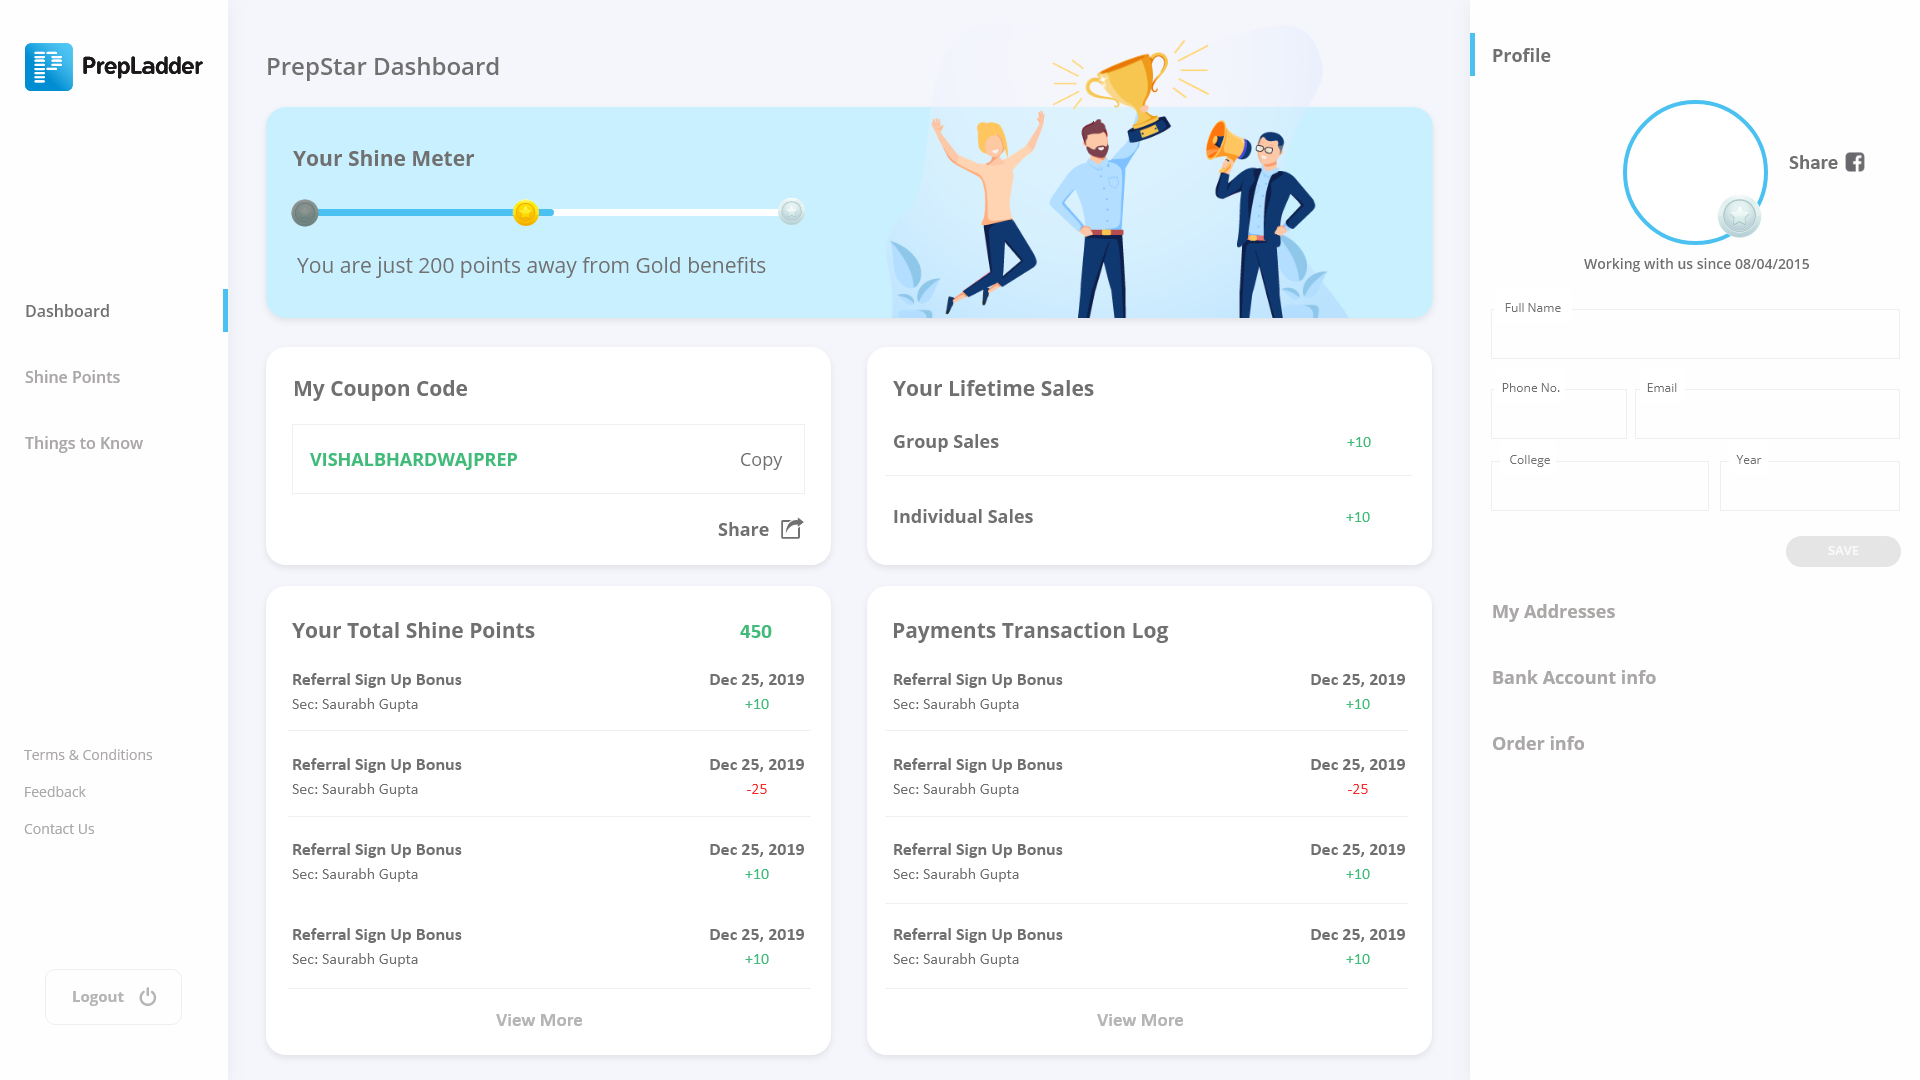 PrepLadder
Dashboard
Shine Points
Things to Know
Terms & Conditions
Feedback
Contact Us
Logout
PrepStar Dashboard
Your Shine Meter
You are just 200 points away from Gold benefits
My Coupon Code
VISHALBHARDWAJPREP Copy
Share
Your Lifetime Sales
Group Sales +10
Individual Sales +10
Your Total Shine Points 450
Referral Sign Up Bonus Dec 25, 2019
Sec: Saurabh Gupta +10
Referral Sign Up Bonus Dec 25, 2019
Sec: Saurabh Gupta -25
Referral Sign Up Bonus Dec 25, 2019
Sec: Saurabh Gupta +10
Referral Sign Up Bonus Dec 25, 2019
Sec: Saurabh Gupta +10
View More
Payments Transaction Log
Referral Sign Up Bonus Dec 25, 2019
Sec: Saurabh Gupta +10
Referral Sign Up Bonus Dec 25, 2019
Sec: Saurabh Gupta -25
Referral Sign Up Bonus Dec 25, 2019
Sec: Saurabh Gupta +10
Referral Sign Up Bonus Dec 25, 2019
Sec: Saurabh Gupta +10
View More
Profile
Share
Working with us since 08/04/2015
Full Name
Phone No. Email
College Year
SAVE
My Addresses
Bank Account info
Order info